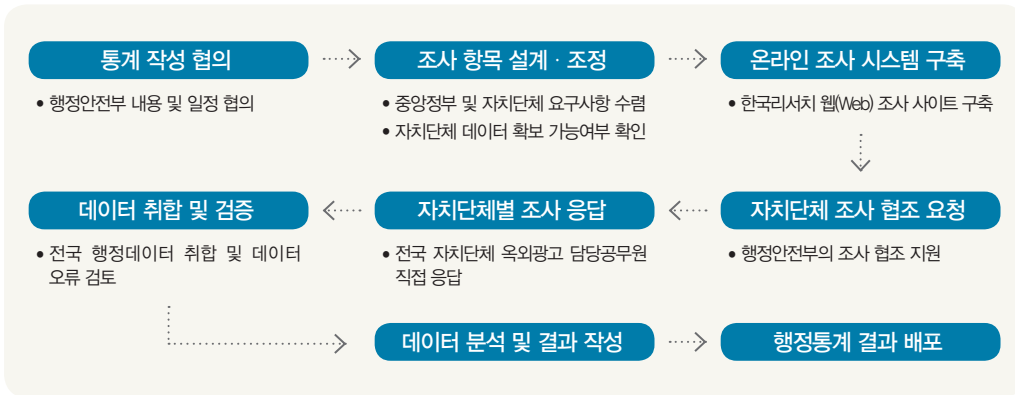 통계 작성 협의
• 행정안전부 내용 및 일정 협의
조사 항목 설계 · 조정
• 중앙정부 및 자치단체 요구사항 수렴
• 자치단체 데이터 확보 가능여부 확인
온라인 조사 시스템 구축
• 한국리서치 웹(Web) 조사 사이트 구축
자치단체 조사 협조 요청
• 행정안전부의 조사 협조 지원
자치단체별 조사 응답
• 전국 자치단체 옥외광고 담당공무원
직접 응답
데이터 취합 및 검증
• 전국 행정데이터 취합 및 데이터
오류 검토
데이터 분석 및 결과 작성
행정통계 결과 배포